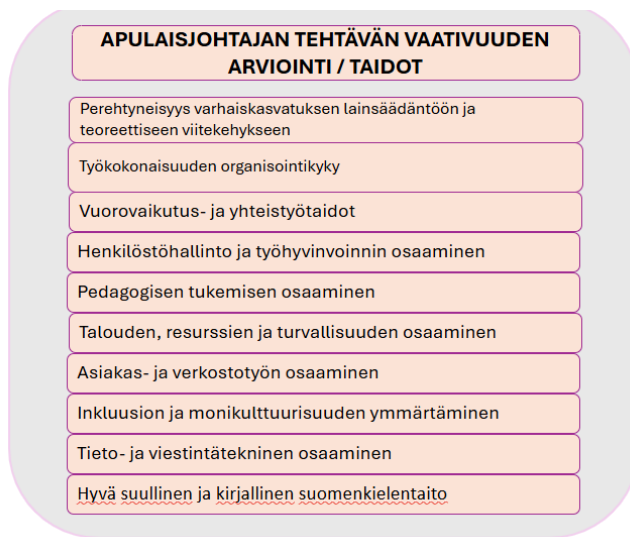 APULAISJOHTAJAN TEHTÄVÄN VAATIVUUDEN
ARVIOINTI / TAIDOT
Perehtyneisyys varhaiskasvatuksen lainsäädäntöön ja
teoreettiseen viitekehykseen
Työkokonaisuuden organisointikyky
Vuorovaikutus- ja yhteistyötaidot
Henkilöstöhallinto ja työhyvinvoinnin osaaminen
Pedagogisen tukemisen osaaminen
Talouden, resurssien ja turvallisuuden osaaminen
Asiakas- ja verkostotyön osaaminen
Inkluusion ja monikulttuurisuuden ymmärtäminen
Tieto- ja viestintätekninen osaaminen
Hyvä suullinen ja kirjallinen suomenkielentaito